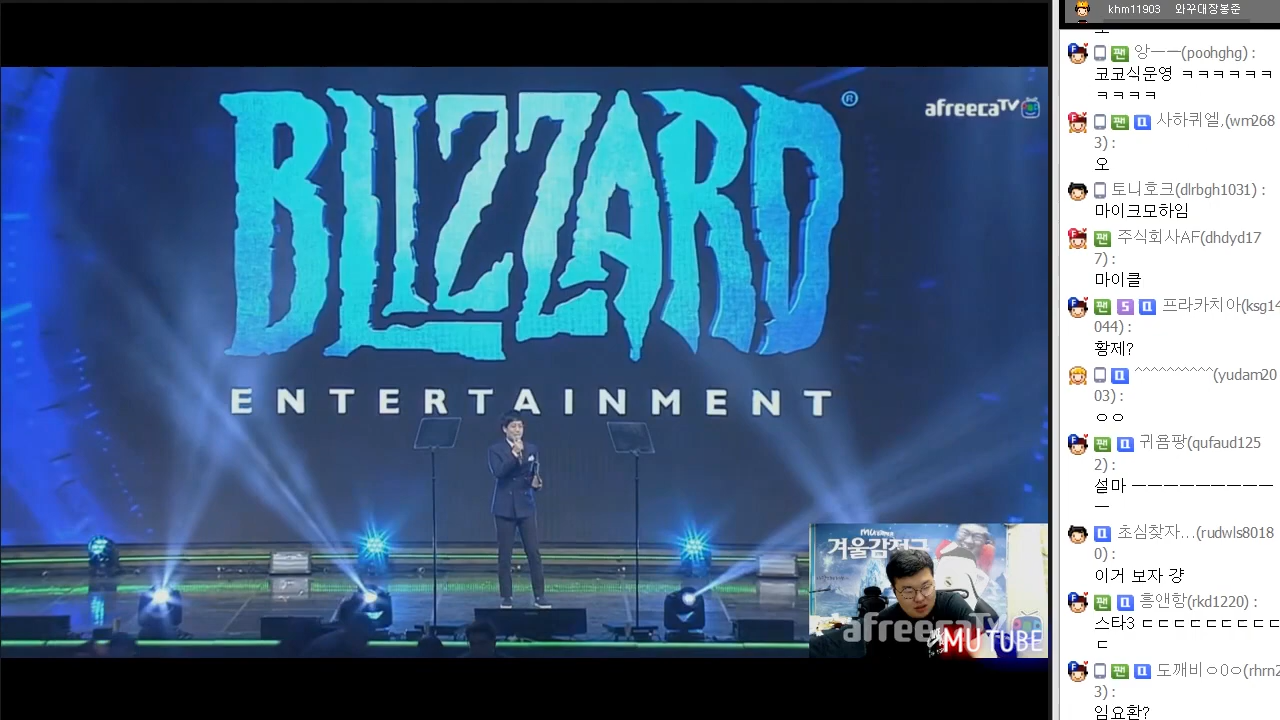 BLIZZARD
®
ENTERTAINMENT
afreecaTV
겨울감전구
afreecaTV
MUTUBE
khm11903 와꾸대장봉준
앙ㅡㅡ(poohghg) :
코코식운영 ㅋㅋㅋㅋㅋㅋ
ㅋㅋㅋㅋ
사하퀴엘,(wm268
3) :
오
토니호크(dlrbgh1031) :
마이크모하임
주식회사AF(dhdyd17
7) :
마이클
프라카치아(ksg14
044) :
황제?
^^^^^^^^^^(yudam20
03) :
ㅇㅇ
귀욤팡(qufaud125
2) :
설마 ㅡㅡㅡㅡㅡㅡㅡㅡㅡ
ㅡ
초심찾자...(rudwls8018
0) :
이거 보자 걍
흥앤항(rkd1220) :
스타3 ㄷㄷㄷㄷㄷㄷㄷㄷㄷ
ㄷ
도깨비ㅇ0ㅇ(rhrn2
3) :
임요환?